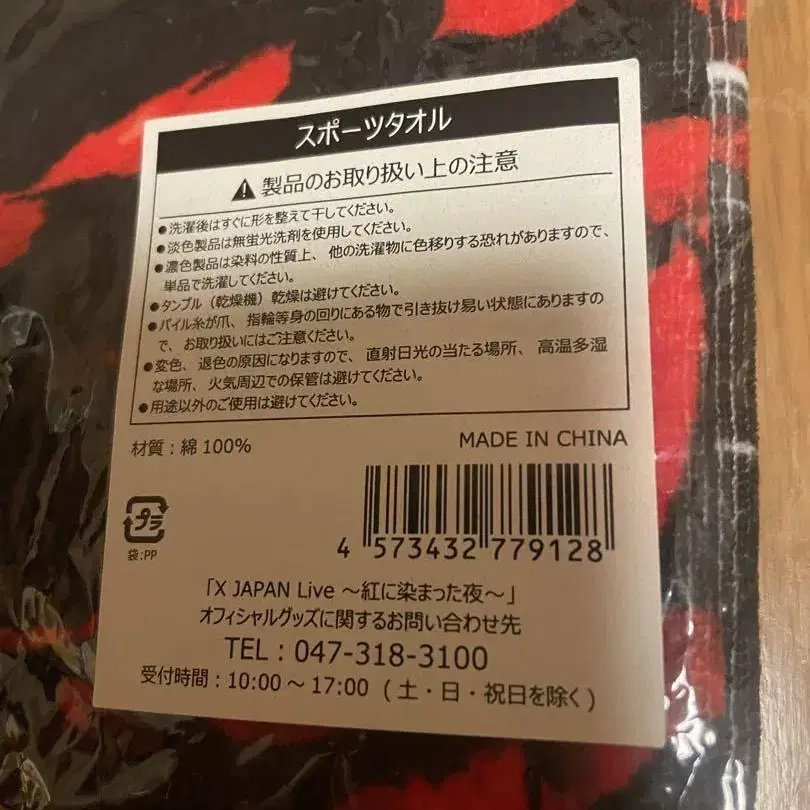 スポーツタオル
製品のお取り扱い上の注意
●洗濯後はすぐに形を整えて干してください。
●淡色製品は無蛍光洗剤を使用してください。
●濃色製品は染料の性質上、他の洗濯物に色移りする恐れがありますので、
単品で洗濯してください。
●タンブル（乾燥機）乾燥は避けてください。
●パイル糸が爪、指輪等身の回りにある物で引き抜け易い状態にありますの
で、お取り扱いにはご注意ください。
●変色、退色の原因になりますので、直射日光の当たる場所、高温多湿
な場所、火気周辺での保管は避けてください。
●用途以外のご使用は避けてください。
材質：綿 100%
MADE IN CHINA
プラ
袋:PP
4 573432 779128
「X JAPAN Live ～紅に染まった夜～」
オフィシャルグッズに関するお問い合わせ先
TEL：047-318-3100
受付時間：10:00～17:00（土・日・祝日を除く）